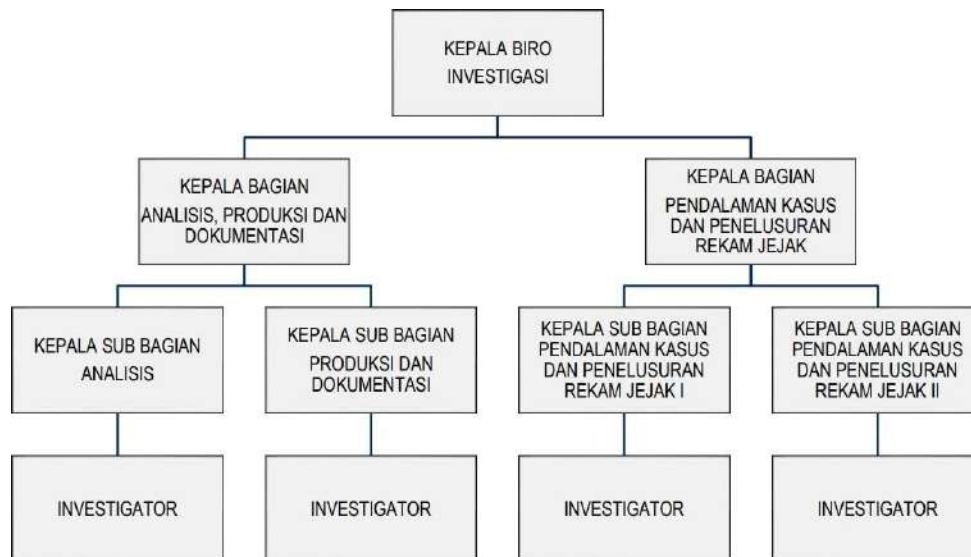 KEPALA BIRO
INVESTIGASI
KEPALA BAGIAN
ANALISIS, PRODUKSI DAN
DOKUMENTASI
KEPALA BAGIAN
PENDALAMAN KASUS
DAN PENELUSURAN
REKAM JEJAK
KEPALA SUB BAGIAN
ANALISIS
KEPALA SUB BAGIAN
PRODUKSI DAN
DOKUMENTASI
KEPALA SUB BAGIAN
PENDALAMAN KASUS
DAN PENELUSURAN
REKAM JEJAK I
KEPALA SUB BAGIAN
PENDALAMAN KASUS
DAN PENELUSURAN
REKAM JEJAK II
INVESTIGATOR
INVESTIGATOR
INVESTIGATOR
INVESTIGATOR